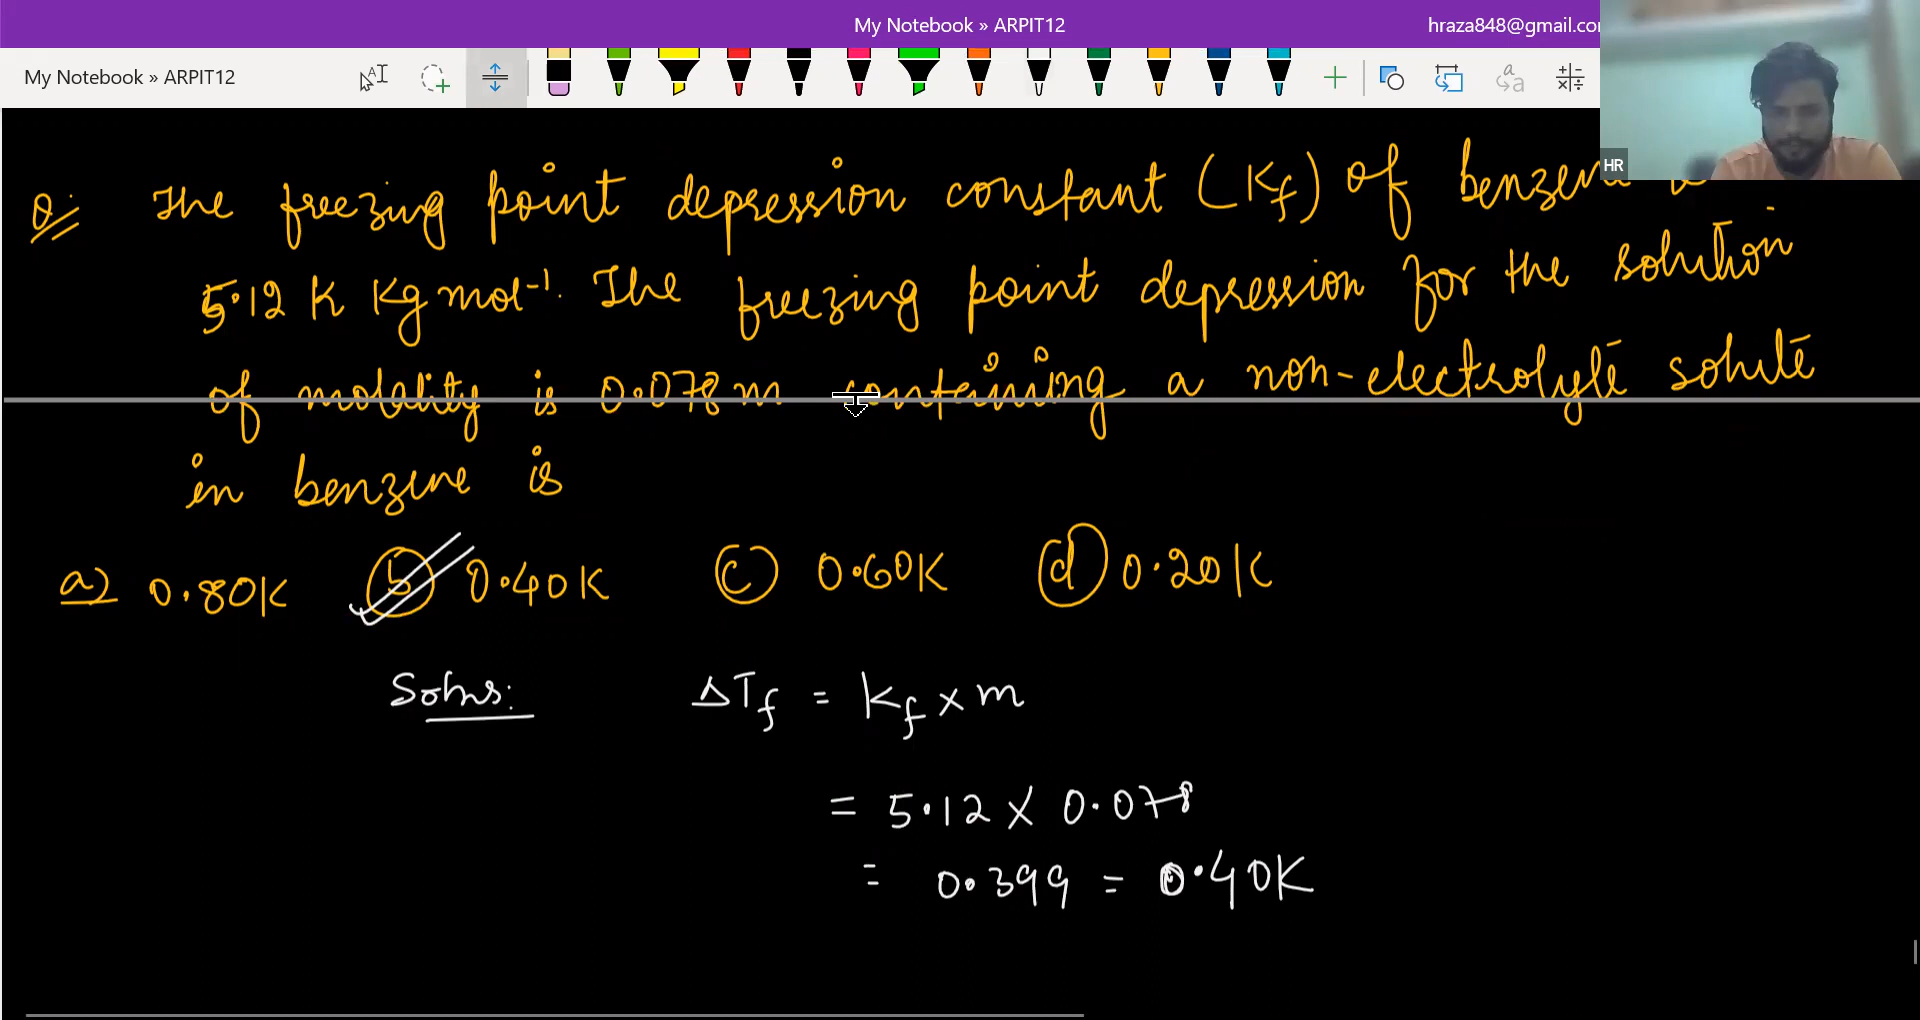 My Notebook » ARPIT12
hraza848@gmail.co
My Notebook » ARPIT12
HR
Q:- The freezing point depression constant (Kf) of benzene
5.12 K Kg mol⁻¹. The freezing point depression for the solution
of molality is 0.078 m containing a non-electrolyte solute
in benzene is
a) 0.80K (b) 0.40K (c) 0.60K (d) 0.20K
Solns: ΔTf = Kf × m
= 5.12 × 0.078
= 0.399 = 0.40K